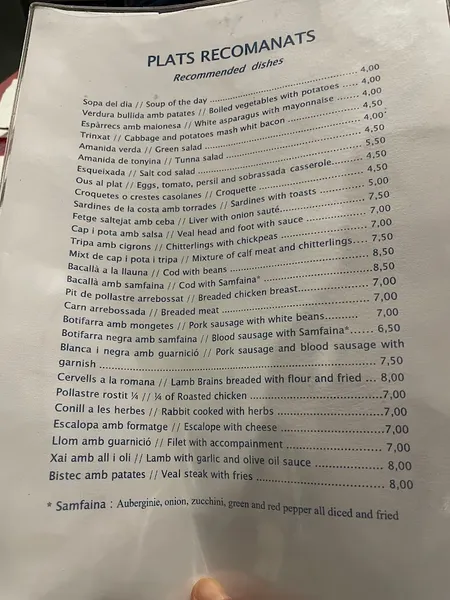 PLATS RECOMANATS
Recommended dishes
Sopa del dia // Soup of the day ........ 4,00
Verdura bullida amb patates // Boiled vegetables with potatoes ..... 4,00
Espàrrecs amb maionesa // White asparagus with mayonnaise ........ 4,00
Trinxat // Cabbage and potatoes mash whit bacon ........ 4,50
Amanida verda // Green salad ........ 4,00
Amanida de tonyina // Tunna salad ........ 4,50
Esqueixada // Salt cod salad ........ 5,50
Ous al plat // Eggs, tomato, persil and sobrassada casserole........ 4,50
Croquetes o crestes casolanes // Croquette ........ 4,50
Sardines de la costa amb torrades // Sardines with toasts ........ 5,00
Fetge saltejat amb ceba // Liver with onion sauté........ 7,50
Cap i pota amb salsa // Veal head and foot with sauce ........ 7,00
Tripa amb cigrons // Chitterlings with chickpeas ........ 7,00
Mixt de cap i pota i tripa // Mixture of calf meat and chitterlings.... 7,50
Bacallà a la llauna // Cod with beans ........ 8,50
Bacallà amb samfaina // Cod with Samfaina* ........8,50
Pit de pollastre arrebossat // Breaded chicken breast........ 7,00
Carn arrebossada // Breaded meat ........ 7,00
Botifarra amb mongetes // Pork sausage with white beans........ 7,00
Botifarra negra amb samfaina // Blood sausage with Samfaina*...... 6,50
Blanca i negra amb guarnició // Pork sausage and blood sausage with
garnish ........ 7,50
Cervells a la romana // Lamb Brains breaded with flour and fried ... 8,00
Pollastre rostit ¼ // ¼ of Roasted chicken ........7,00
Conill a les herbes // Rabbit cooked with herbs ........7,00
Escalopa amb formatge // Escalope with cheese ........7,00
Llom amb guarnició // Filet with accompainment ........ 7,00
Xai amb all i oli // Lamb with garlic and olive oil sauce ........ 8,00
Bistec amb patates // Veal steak with fries ........ 8,00
* Samfaina : Auberginie, onion, zucchini, green and red pepper all diced and fried